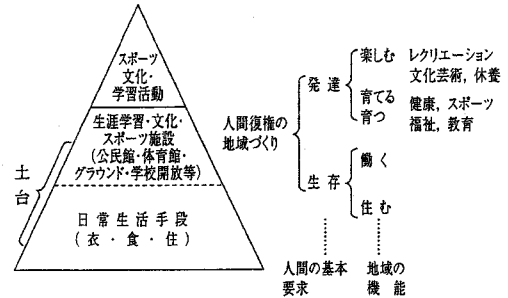 スポーツ
文化・
学習活動
生涯学習・文化・
スポーツ施設
(公民館・体育館・
グラウンド・学校開放等)
土台
日常生活手段
(衣・食・住)
人間復権の
地域づくり
発達
楽しむ
レクリエーション
文化芸術, 休養
育てる
育つ
健康, スポーツ
福祉, 教育
生存
働く
住む
人間の基本
要求
地域の
機能